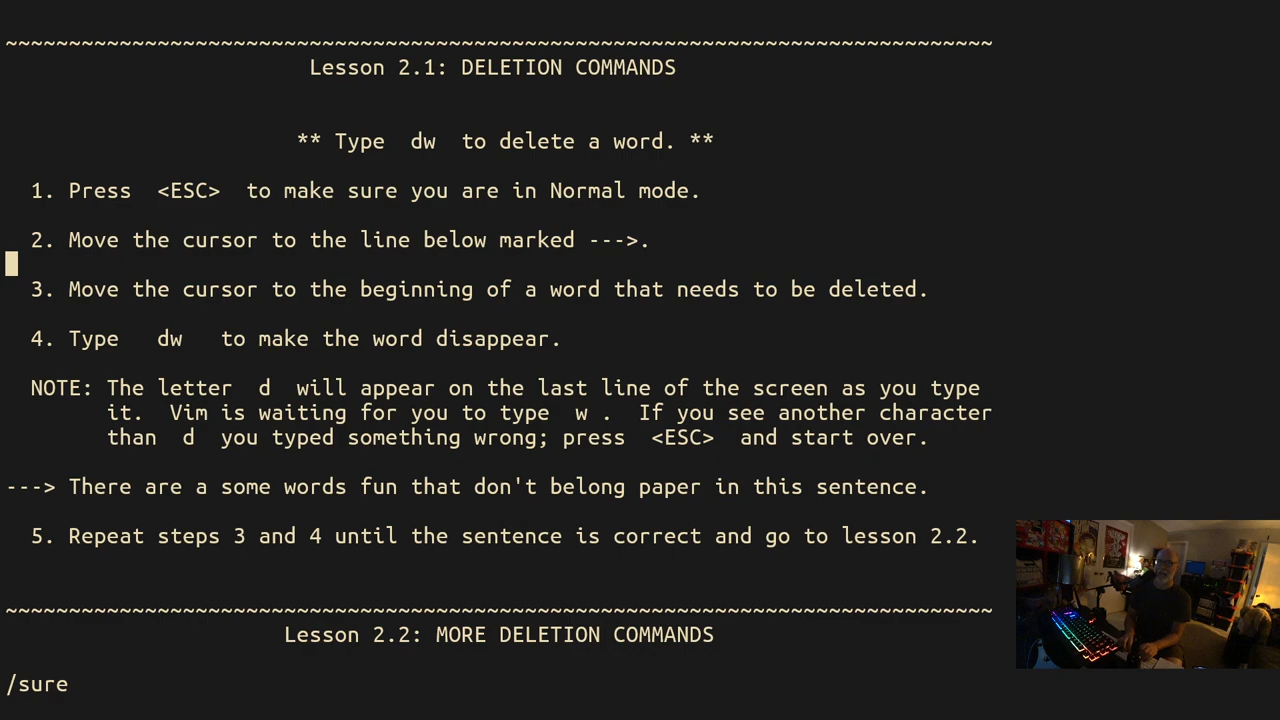 ~~~~~~~~~~~~~~~~~~~~~~~~~~~~~~~~~~~~~~~~~~~~~~~~~~~~~~~~~~~~~~~~~~~~~~~~~~~~~~
Lesson 2.1: DELETION COMMANDS
** Type  dw  to delete a word. **
1. Press  <ESC>  to make sure you are in Normal mode.
2. Move the cursor to the line below marked --->.
3. Move the cursor to the beginning of a word that needs to be deleted.
4. Type   dw   to make the word disappear.
NOTE: The letter  d  will appear on the last line of the screen as you type
it.  Vim is waiting for you to type  w .  If you see another character
than  d  you typed something wrong; press  <ESC>  and start over.
---> There are a some words fun that don't belong paper in this sentence.
5. Repeat steps 3 and 4 until the sentence is correct and go to lesson 2.2.
~~~~~~~~~~~~~~~~~~~~~~~~~~~~~~~~~~~~~~~~~~~~~~~~~~~~~~~~~~~~~~~~~~~~~~~~~~~~~~
Lesson 2.2: MORE DELETION COMMANDS
/sure